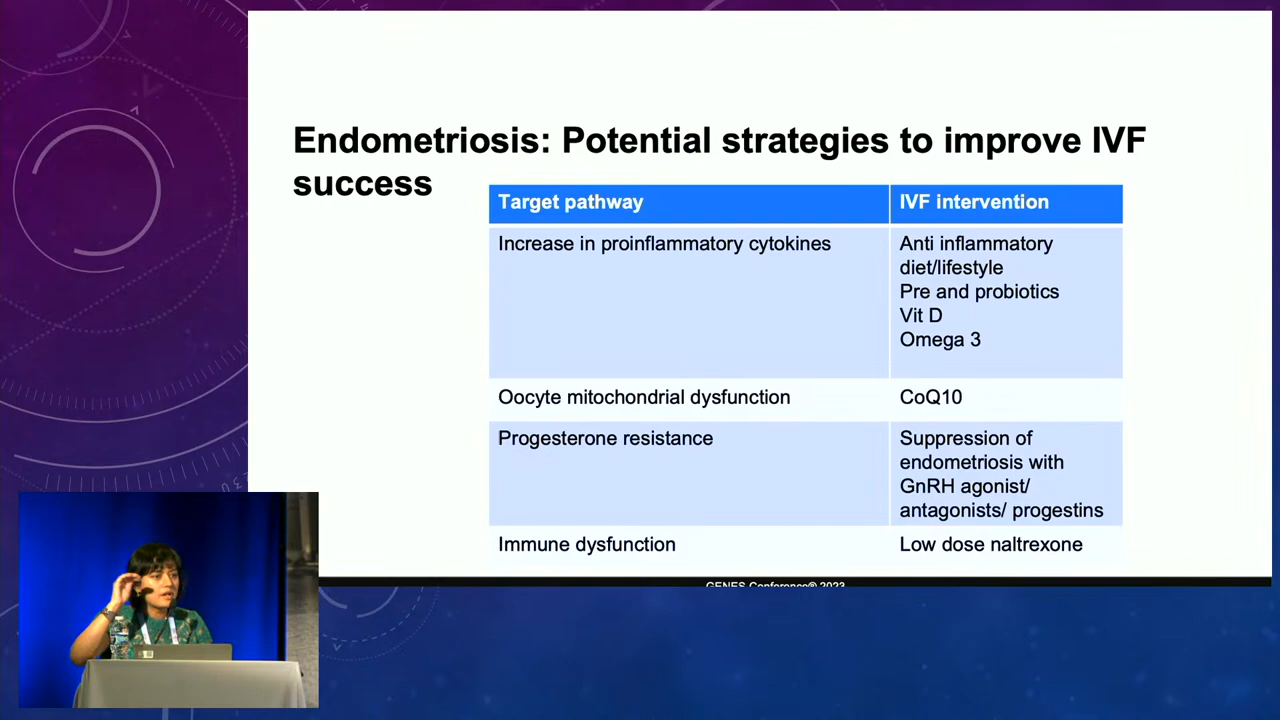 Endometriosis: Potential strategies to improve IVF
success
Target pathway
IVF intervention
Increase in proinflammatory cytokines
Anti inflammatory
diet/lifestyle
Pre and probiotics
Vit D
Omega 3
Oocyte mitochondrial dysfunction
CoQ10
Progesterone resistance
Suppression of
endometriosis with
GnRH agonist/
antagonists/ progestins
Immune dysfunction
Low dose naltrexone
GENES Conference® 2023